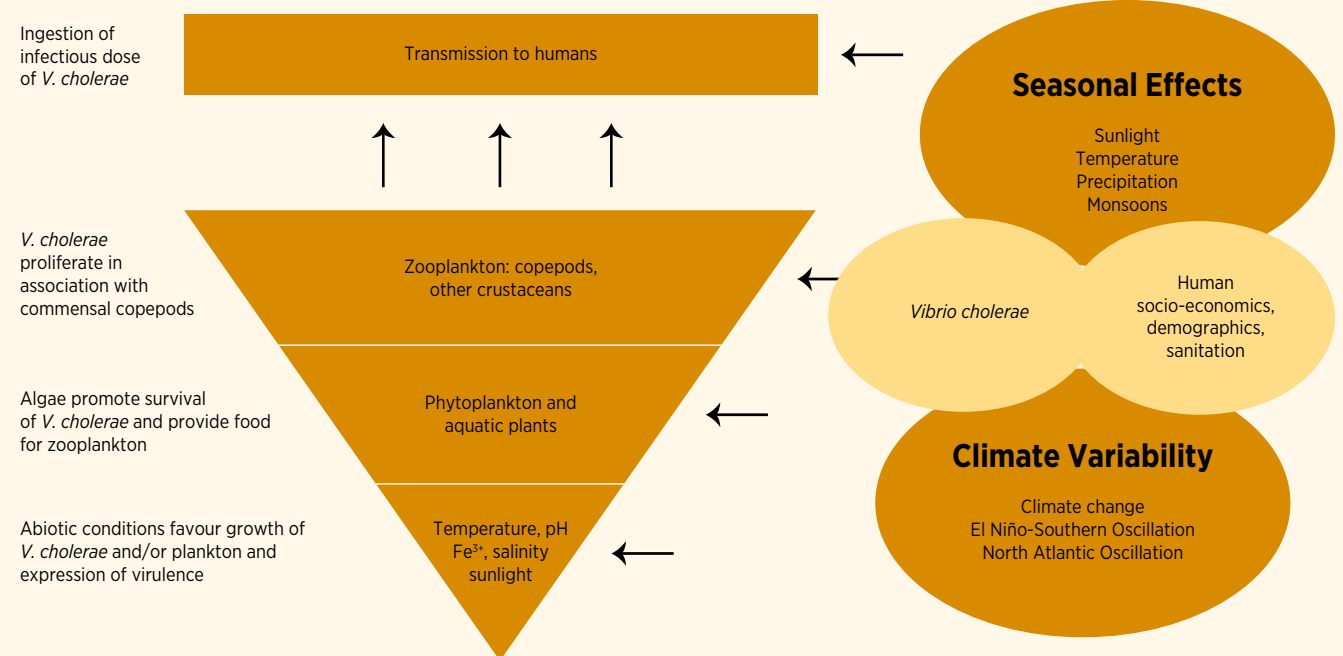 Ingestion of
infectious dose
of V. cholerae
Transmission to humans
V. cholerae
proliferate in
association with
commensal copepods
Zooplankton: copepods,
other crustaceans
Algae promote survival
of V. cholerae and provide food
for zooplankton
Phytoplankton and
aquatic plants
Abiotic conditions favour growth of
V. cholerae and/or plankton and
expression of virulence
Temperature, pH
Fe³⁺, salinity
sunlight
Seasonal Effects
Sunlight
Temperature
Precipitation
Monsoons
Vibrio cholerae
Human
socio-economics,
demographics,
sanitation
Climate Variability
Climate change
El Niño-Southern Oscillation
North Atlantic Oscillation